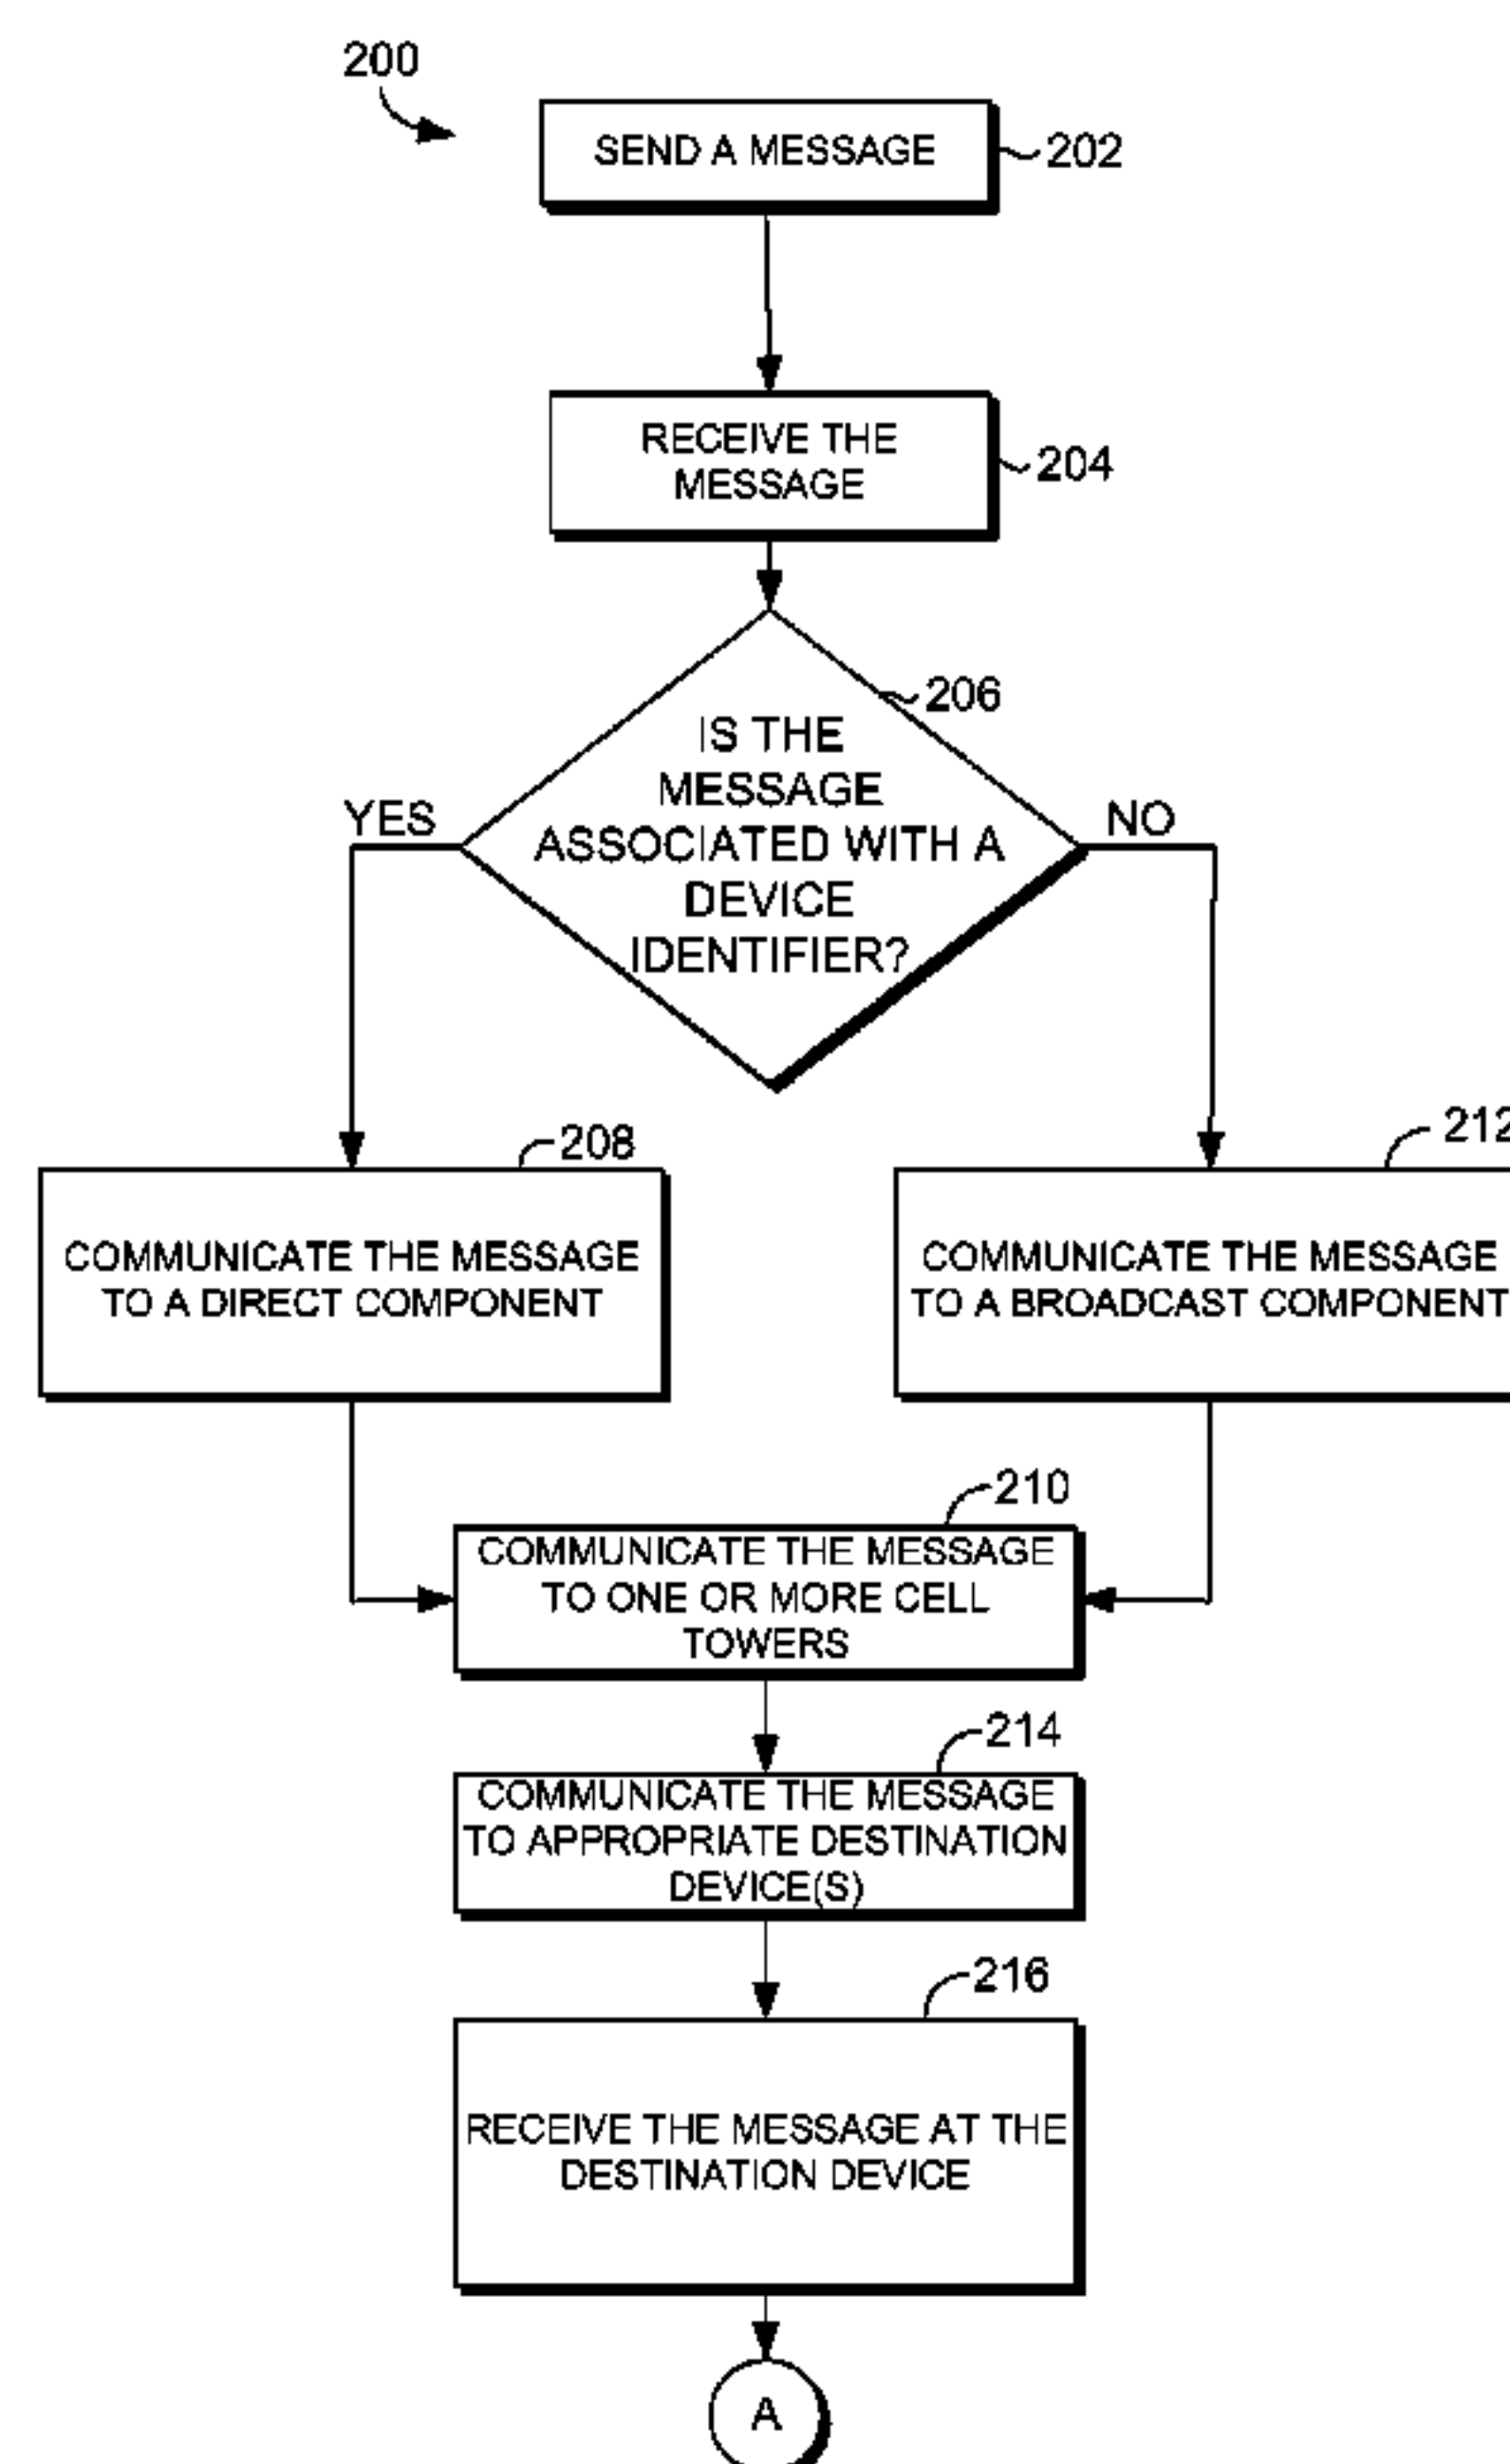 200
SEND A MESSAGE
202
RECEIVE THE
MESSAGE
204
206
IS THE
MESSAGE
ASSOCIATED WITH A
DEVICE
IDENTIFIER?
YES
NO
208
212
COMMUNICATE THE MESSAGE
TO A DIRECT COMPONENT
COMMUNICATE THE MESSAGE
TO A BROADCAST COMPONENT
210
COMMUNICATE THE MESSAGE
TO ONE OR MORE CELL
TOWERS
214
COMMUNICATE THE MESSAGE
TO APPROPRIATE DESTINATION
DEVICE(S)
216
RECEIVE THE MESSAGE AT THE
DESTINATION DEVICE
A